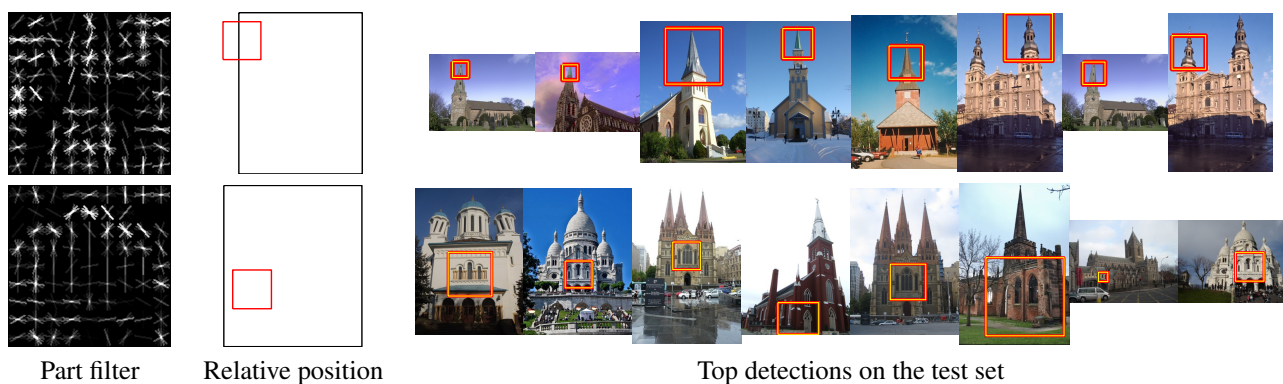 Part filter
Relative position
Top detections on the test set